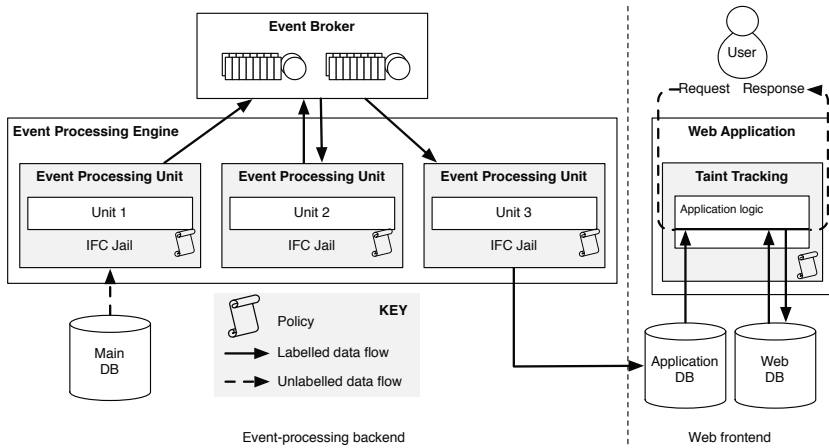 Event Broker
User
Request Response
Event Processing Engine
Web Application
Event Processing Unit
Unit 1
IFC Jail
Event Processing Unit
Unit 2
IFC Jail
Event Processing Unit
Unit 3
IFC Jail
Taint Tracking
Application logic
KEY
Policy
Labelled data flow
Unlabelled data flow
Main
DB
Application
DB
Web
DB
Event-processing backend
Web frontend